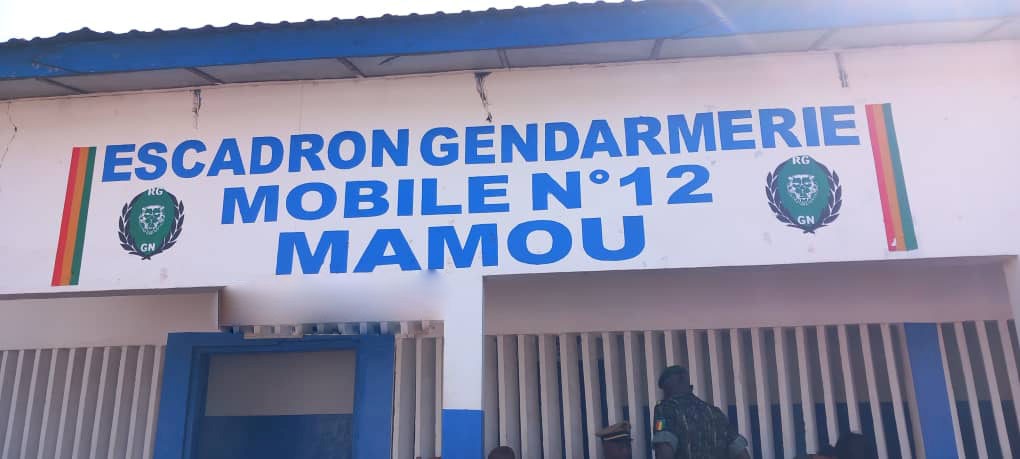 ESCADRON GENDARMERIE
RG
GN
MOBILE N°12
RG
GN
MAMOU